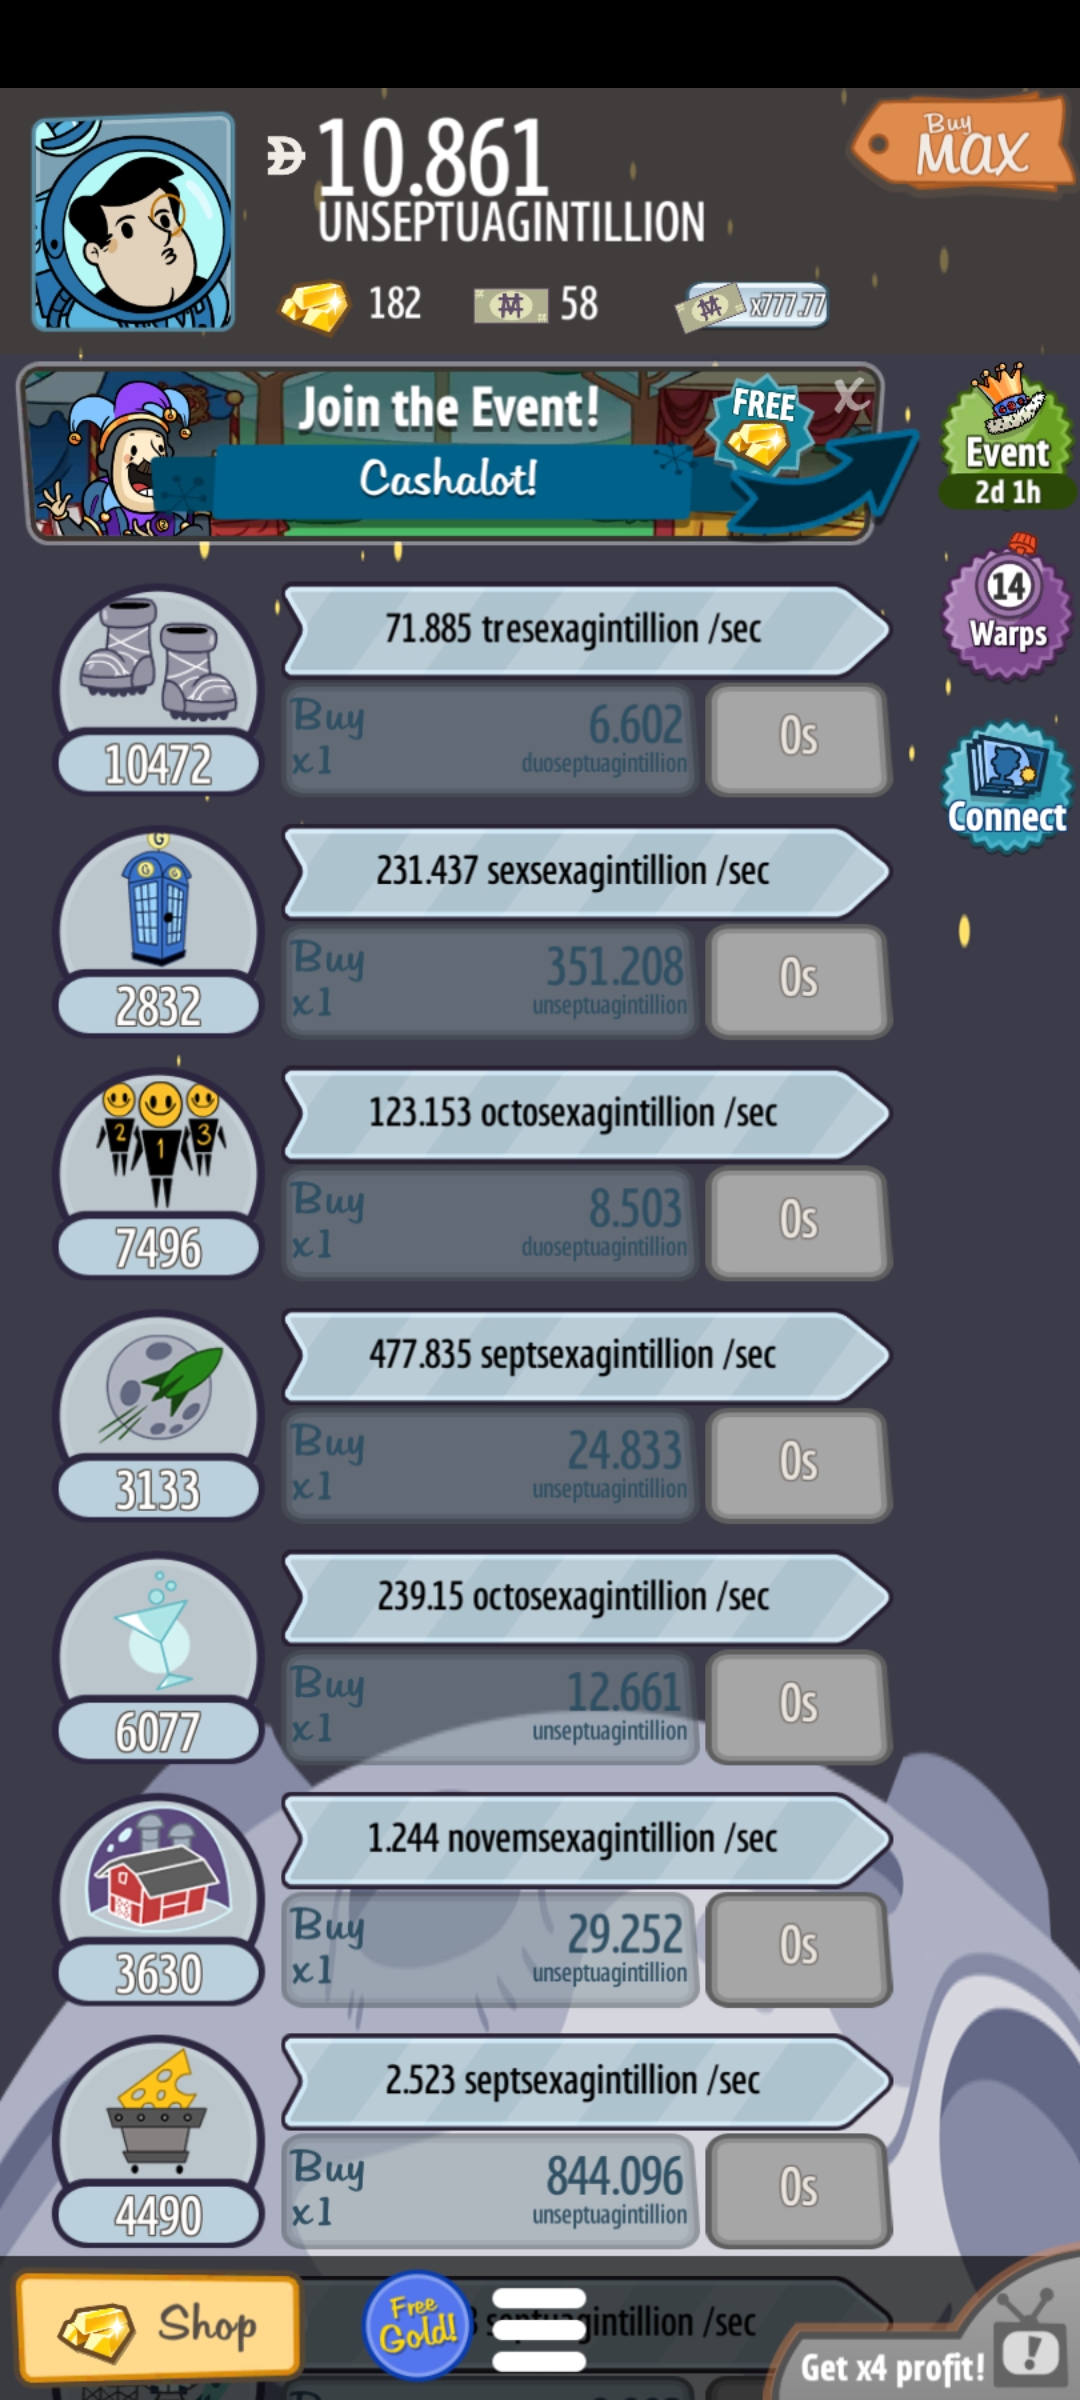 10.861
UNSEPTUAGINTILLION
Buy
Max
182
58
x777.77
Join the Event!
Cashalot!
FREE
X
Event
2d 1h
14
Warps
Connect
71.885 tresexagintillion /sec
Buy
x1
6.602
duoseptuagintillion
0s
10472
G
G
G
231.437 sexsexagintillion /sec
Buy
x1
351.208
unseptuagintillion
0s
2832
2
1
3
123.153 octosexagintillion /sec
Buy
x1
8.503
duoseptuagintillion
0s
7496
477.835 septsexagintillion /sec
Buy
x1
24.833
unseptuagintillion
0s
3133
239.15 octosexagintillion /sec
Buy
x1
12.661
unseptuagintillion
0s
6077
1.244 novemsexagintillion /sec
Buy
x1
29.252
unseptuagintillion
0s
3630
2.523 septsexagintillion /sec
Buy
x1
844.096
unseptuagintillion
0s
4490
Shop
Free
Gold!
/sec
Get x4 profit!
!